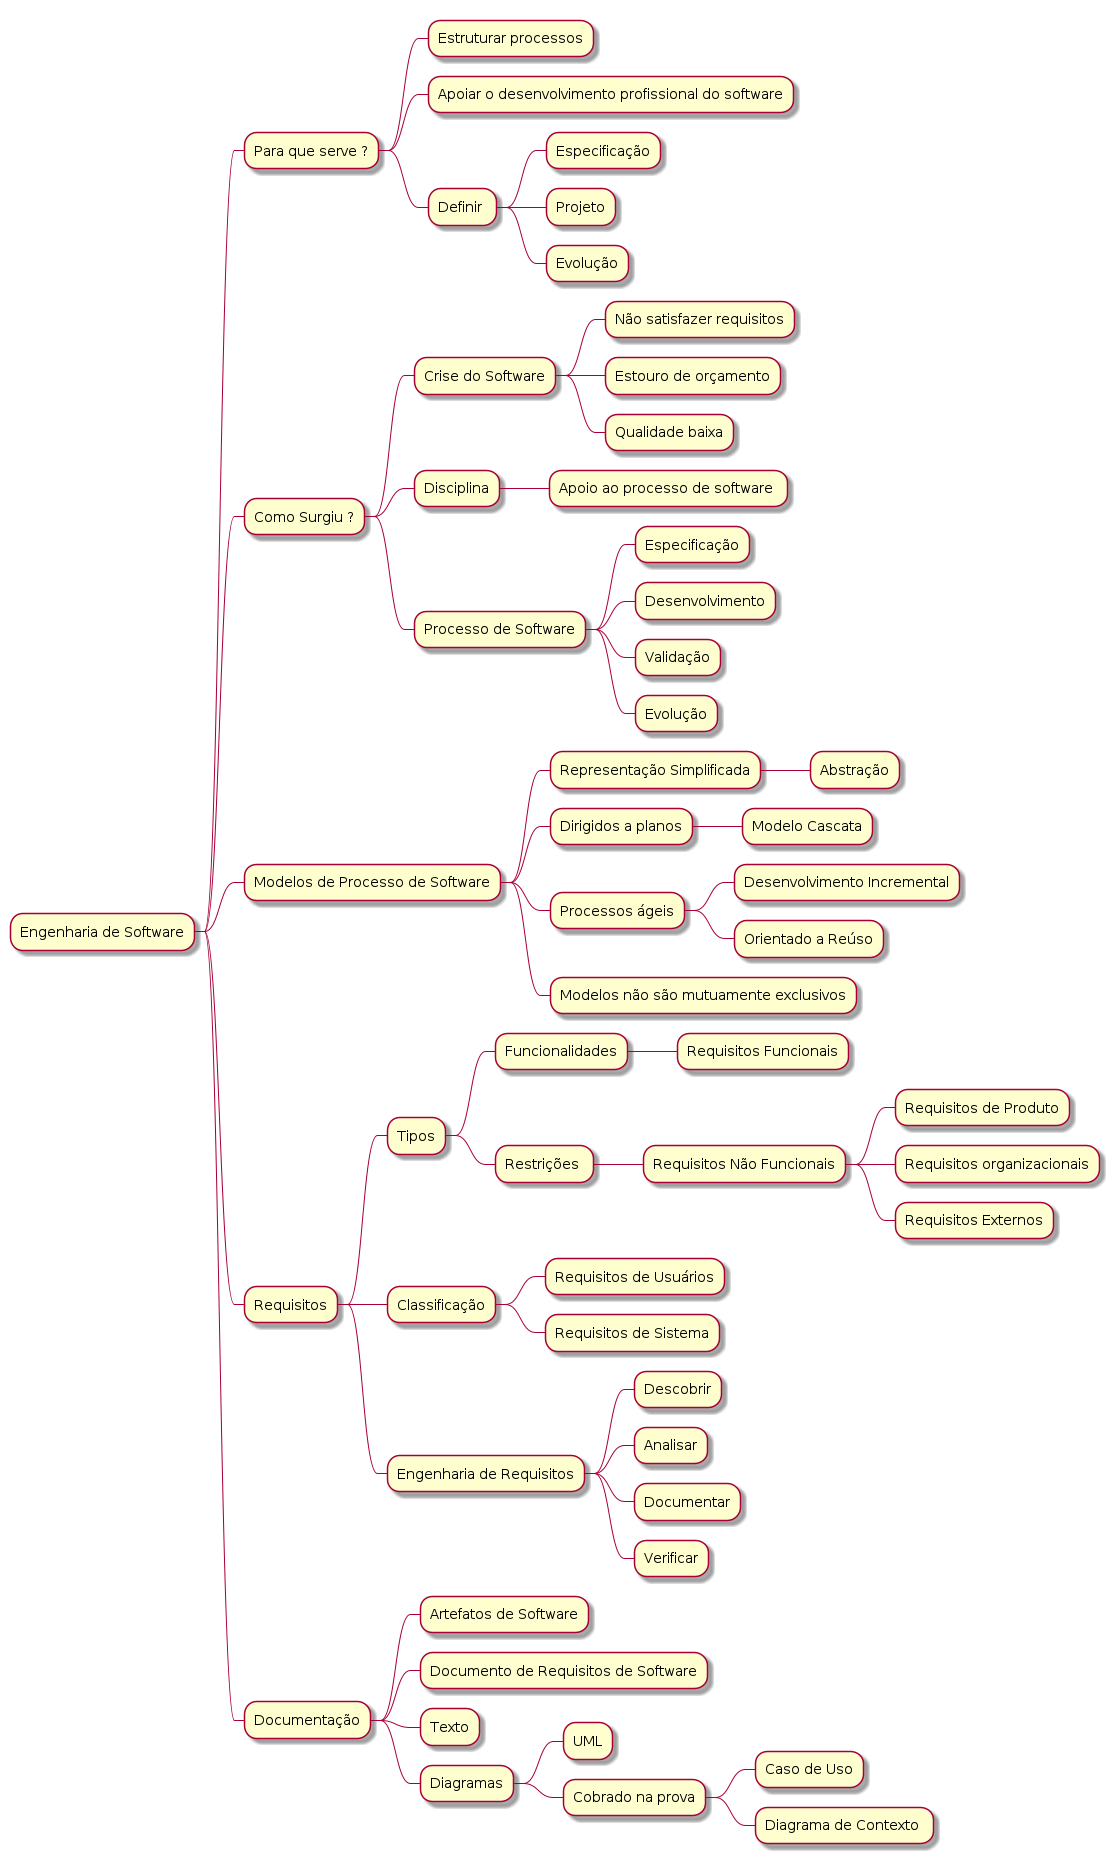 Estruturar processos
Apoiar o desenvolvimento profissional do software
Para que serve ?
Especificação
Definir
Projeto
Evolução
Não satisfazer requisitos
Crise do Software
Estouro de orçamento
Qualidade baixa
Disciplina
Apoio ao processo de software
Como Surgiu ?
Especificação
Desenvolvimento
Processo de Software
Validação
Evolução
Representação Simplificada
Abstração
Dirigidos a planos
Modelo Cascata
Modelos de Processo de Software
Desenvolvimento Incremental
Processos ágeis
Orientado a Reúso
Engenharia de Software
Modelos não são mutuamente exclusivos
Funcionalidades
Requisitos Funcionais
Requisitos de Produto
Tipos
Restrições
Requisitos Não Funcionais
Requisitos organizacionais
Requisitos Externos
Requisitos de Usuários
Requisitos
Classificação
Requisitos de Sistema
Descobrir
Analisar
Engenharia de Requisitos
Documentar
Verificar
Artefatos de Software
Documento de Requisitos de Software
Documentação
Texto
UML
Diagramas
Caso de Uso
Cobrado na prova
Diagrama de Contexto